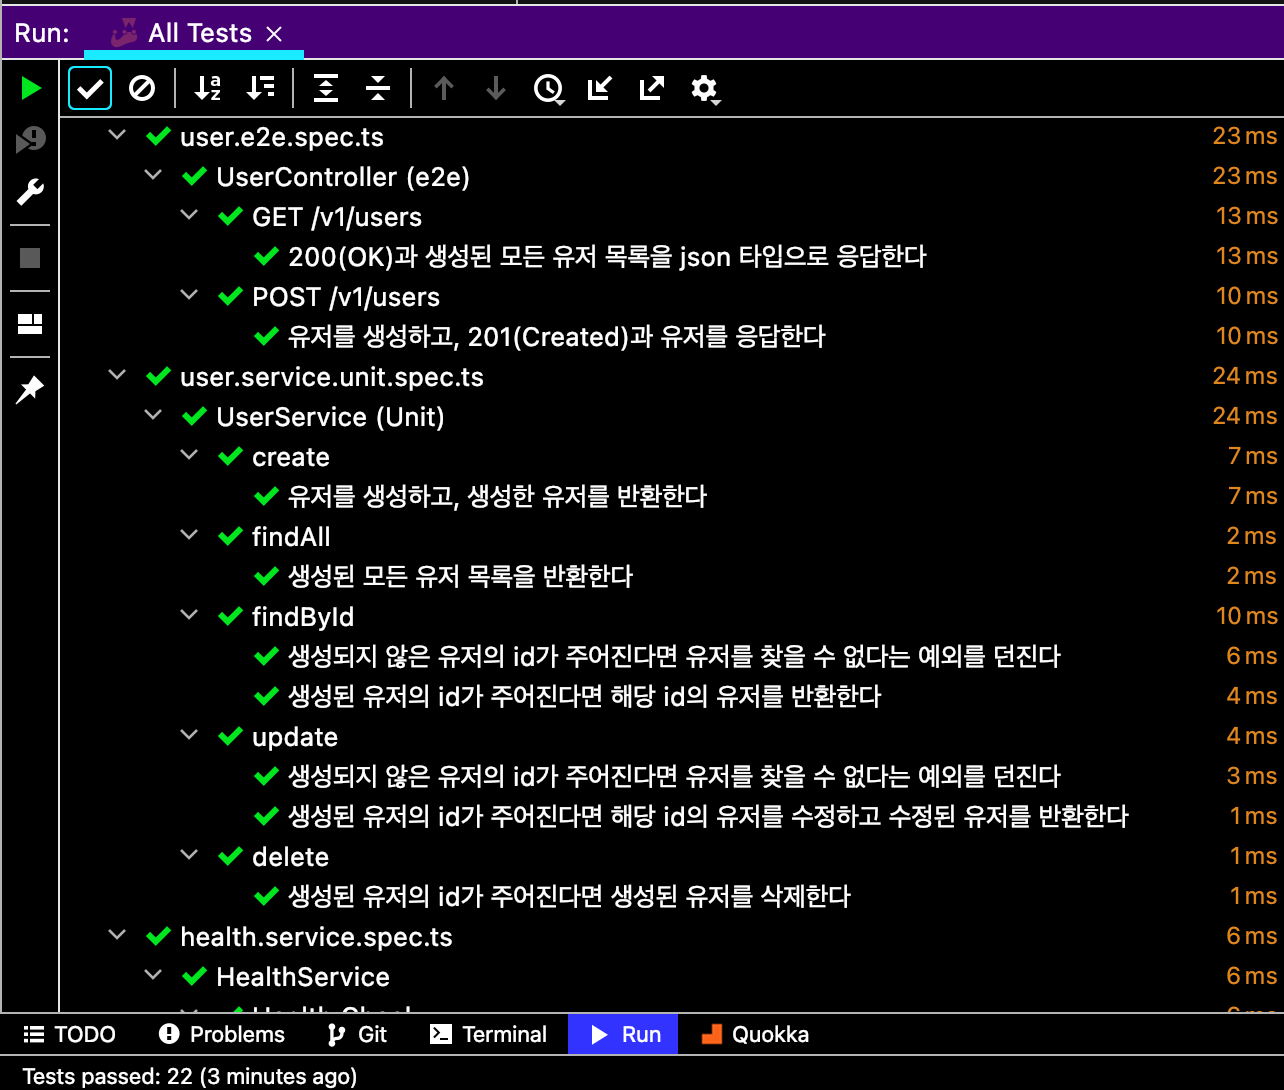 Run: All Tests
user.e2e.spec.ts 23 ms
UserController (e2e) 23 ms
GET /v1/users 13 ms
200(OK)과 생성된 모든 유저 목록을 json 타입으로 응답한다 13 ms
POST /v1/users 10 ms
유저를 생성하고, 201(Created)과 유저를 응답한다 10 ms
user.service.unit.spec.ts 24 ms
UserService (Unit) 24 ms
create 7 ms
유저를 생성하고, 생성한 유저를 반환한다 7 ms
findAll 2 ms
생성된 모든 유저 목록을 반환한다 2 ms
findById 10 ms
생성되지 않은 유저의 id가 주어진다면 유저를 찾을 수 없다는 예외를 던진다 6 ms
생성된 유저의 id가 주어진다면 해당 id의 유저를 반환한다 4 ms
update 4 ms
생성되지 않은 유저의 id가 주어진다면 유저를 찾을 수 없다는 예외를 던진다 3 ms
생성된 유저의 id가 주어진다면 해당 id의 유저를 수정하고 수정된 유저를 반환한다 1 ms
delete 1 ms
생성된 유저의 id가 주어진다면 생성된 유저를 삭제한다 1 ms
health.service.spec.ts 6 ms
HealthService 6 ms
TODO Problems Git Terminal Run Quokka
Tests passed: 22 (3 minutes ago)